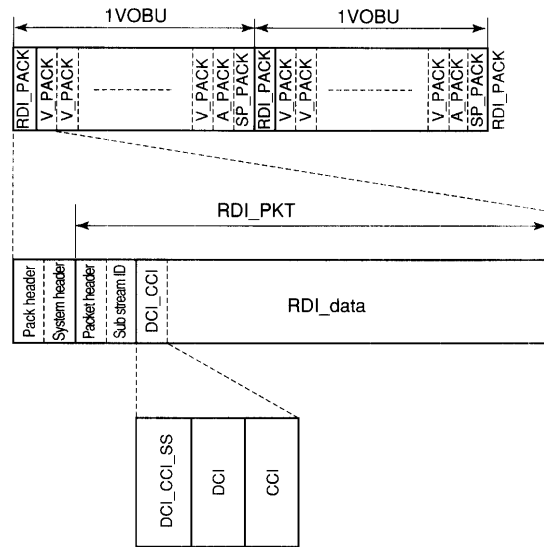 1VOBU
1VOBU
RDI_PACK
V_PACK
V_PACK
V_PACK
A_PACK
SP_PACK
RDI_PACK
V_PACK
V_PACK
V_PACK
A_PACK
SP_PACK
RDI_PACK
RDI_PKT
Pack header
System header
Packet header
Sub stream ID
DCI_CCI
RDI_data
DCI_CCI_SS
DCI
CCI